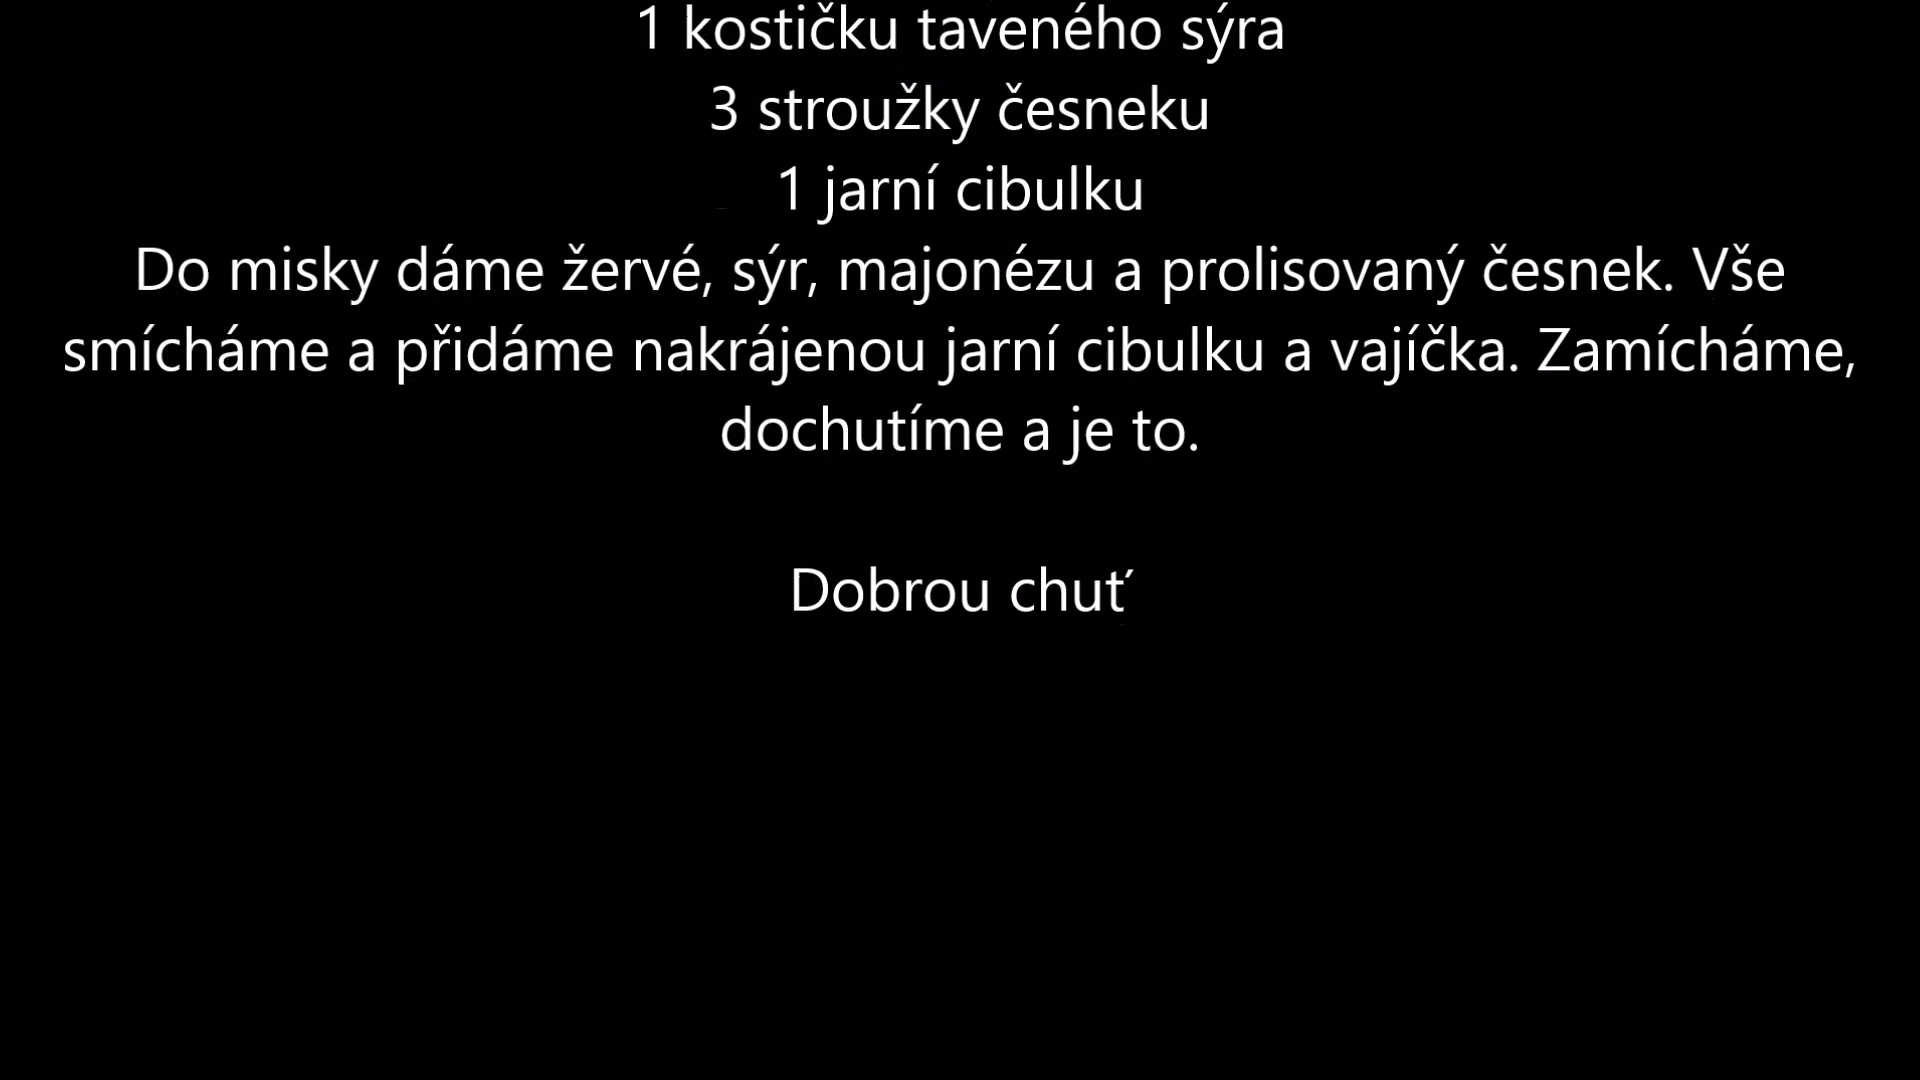 1 kostičku taveného sýra
3 stroužky česneku
1 jarní cibulku
Do misky dáme žervé, sýr, majonézu a prolisovaný česnek. Vše
smícháme a přidáme nakrájenou jarní cibulku a vajíčka. Zamícháme,
dochutíme a je to.
Dobrou chuť